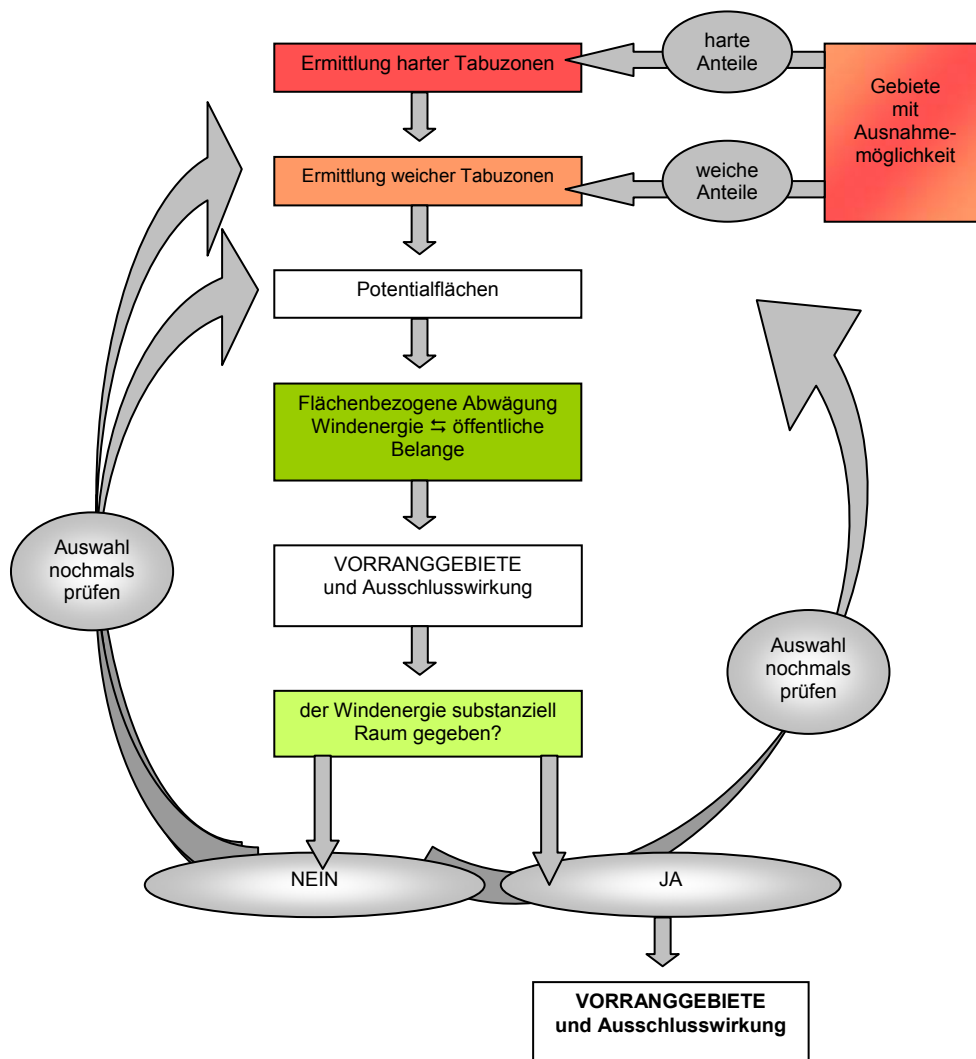 Ermittlung harter Tabuzonen
harte
Anteile
Gebiete
mit
Ausnahme-
möglichkeit
Ermittlung weicher Tabuzonen
weiche
Anteile
Potentialflächen
Flächenbezogene Abwägung
Windenergie ⇆ öffentliche
Belange
Auswahl
nochmals
prüfen
VORRANGGEBIETE
und Ausschlusswirkung
Auswahl
nochmals
prüfen
der Windenergie substanziell
Raum gegeben?
NEIN
JA
VORRANGGEBIETE
und Ausschlusswirkung